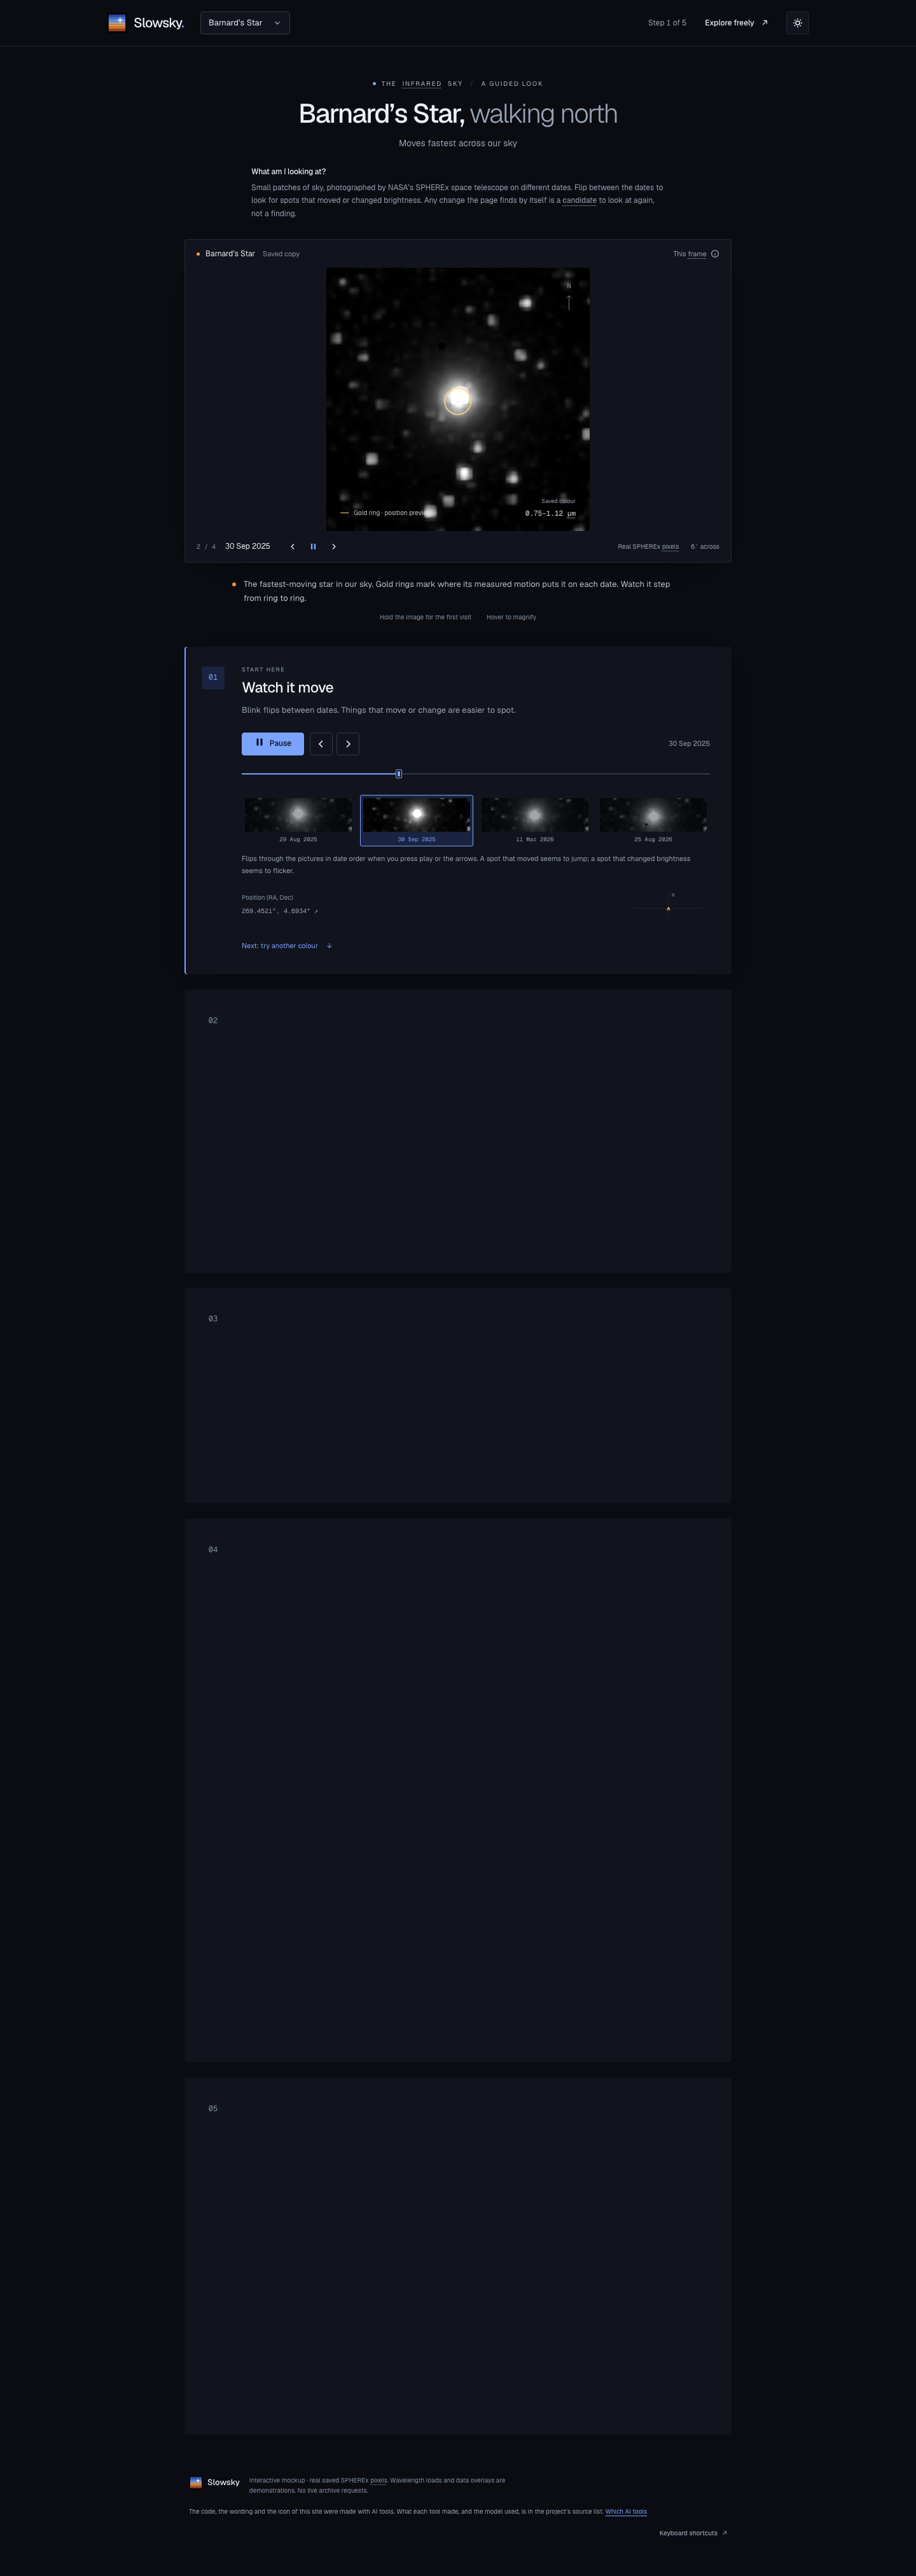 Slowsky.
Barnard's Star
Step 1 of 5
Explore freely ↗
THE INFRARED SKY / A GUIDED LOOK
Barnard’s Star, walking north
Moves fastest across our sky
What am I looking at?
Small patches of sky, photographed by NASA's SPHEREx space telescope on different dates. Flip between the dates to
look for spots that moved or changed brightness. Any change the page finds by itself is a candidate to look at again,
not a finding.
Barnard's Star Saved copy
This frame
N
Saved colour
Gold ring · position
0.75–1.12 µm
2 / 4 30 Sep 2025
Real SPHEREx pixels 6′ across
The fastest-moving star in our sky. Gold rings mark where its measured motion puts it on each date. Watch it step
from ring to ring.
Hold the image for the first visit Hover to magnify
01
START HERE
Watch it move
Blink flips between dates. Things that move or change are easier to spot.
Pause
30 Sep 2025
29 Aug 2025
30 Sep 2025
11 Mar 2026
25 Aug 2026
Flips through the pictures in date order when you press play or the arrows. A spot that moved seems to jump; a spot that changed brightness
seems to flicker.
Position (RA, Dec)
269.4521°, 4.6934° ↗
Next: try another colour ↓
02
03
04
05
Slowsky
Interactive mockup · real saved SPHEREx pixels. Wavelength loads and data overlays are
demonstrations. No live archive requests.
The code, the wording and the icon of this site were made with AI tools. What each tool made, and the model used, is in the project's source list. Which AI tools
Keyboard shortcuts ↗